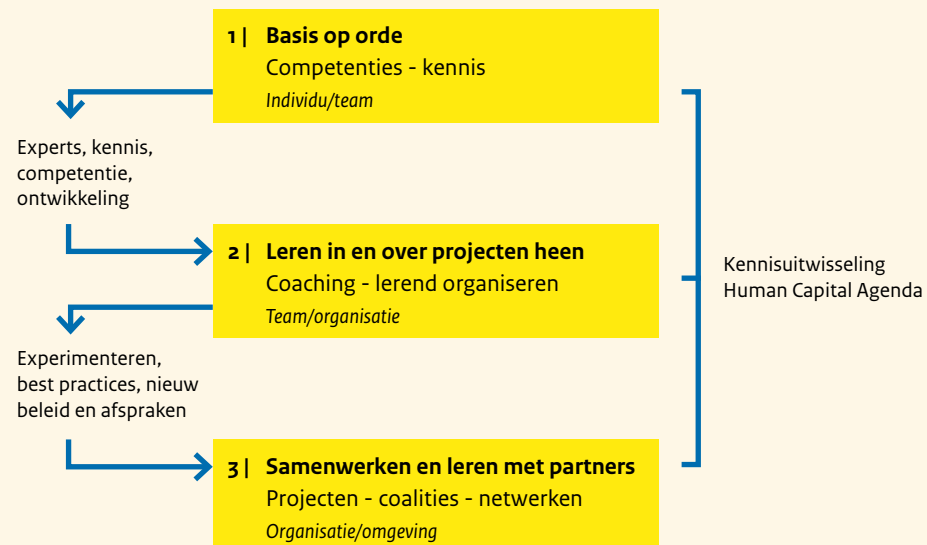 1 | Basis op orde
Competenties - kennis
Individu/team
Experts, kennis,
competentie,
ontwikkeling
2 | Leren in en over projecten heen
Coaching - lerend organiseren
Team/organisatie
Kennisuitwisseling
Human Capital Agenda
Experimenteren,
best practices, nieuw
beleid en afspraken
3 | Samenwerken en leren met partners
Projecten - coalities - netwerken
Organisatie/omgeving